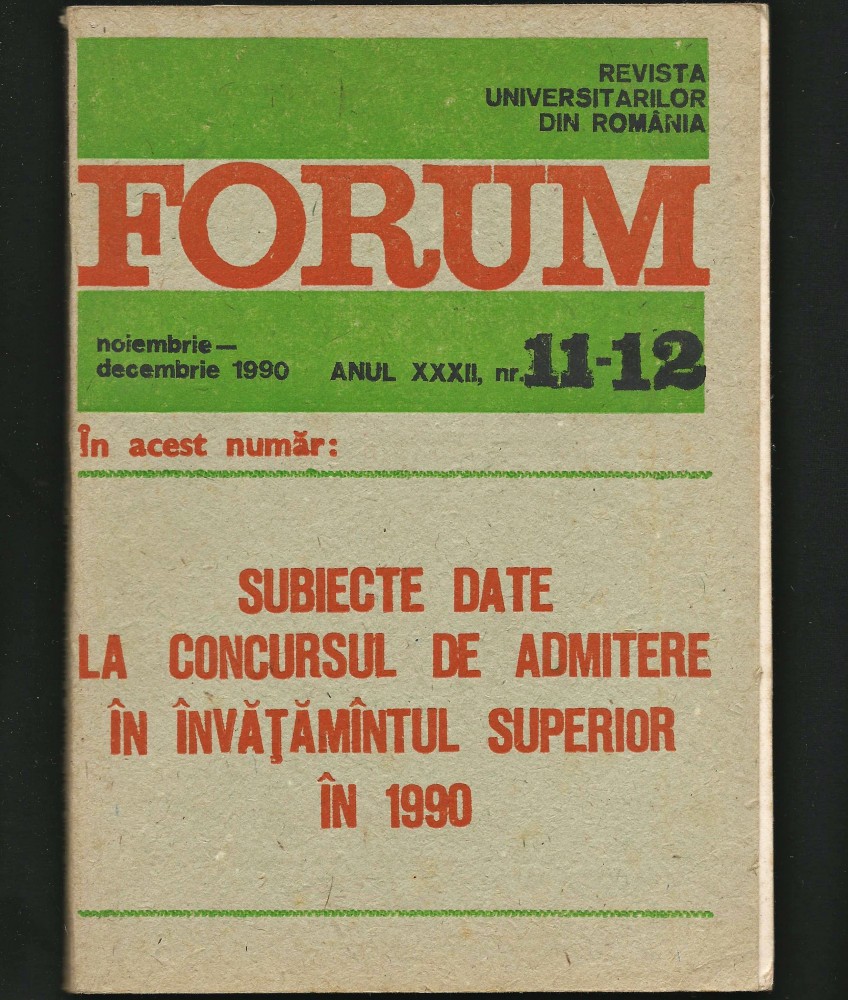 REVISTA
UNIVERSITARILOR
DIN ROMÂNIA
FORUM
noiembrie—
decembrie 1990 ANUL XXXII, nr. 11-12
În acest număr:
SUBIECTE DATE
LA CONCURSUL DE ADMITERE
ÎN ÎNVĂŢĂMÎNTUL SUPERIOR
ÎN 1990